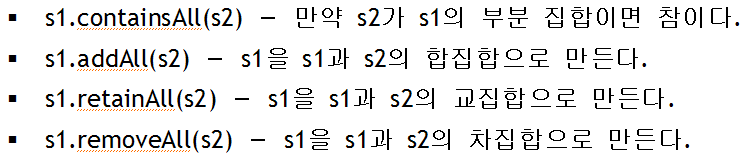 ▪ s1.containsAll(s2) – 만약 s2가 s1의 부분 집합이면 참이다.
▪ s1.addAll(s2) – s1을 s1과 s2의 합집합으로 만든다.
▪ s1.retainAll(s2) – s1을 s1과 s2의 교집합으로 만든다.
▪ s1.removeAll(s2) – s1을 s1과 s2의 차집합으로 만든다.